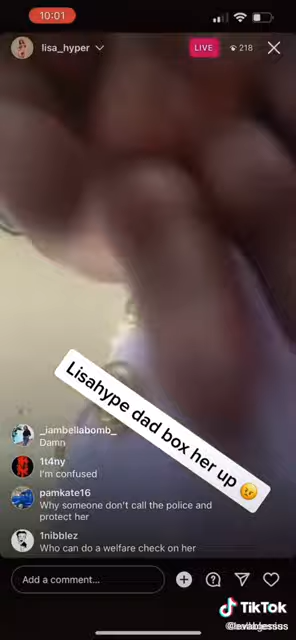 10:01
lisa_hyper
LIVE
218
Lisahype dad box her up 😡
_iambellabomb_
Damn
1t4ny
I'm confused
pamkate16
Why someone don't call the police and
protect her
1nibblez
Who can do a welfare check on her
Add a comment...
TikTok